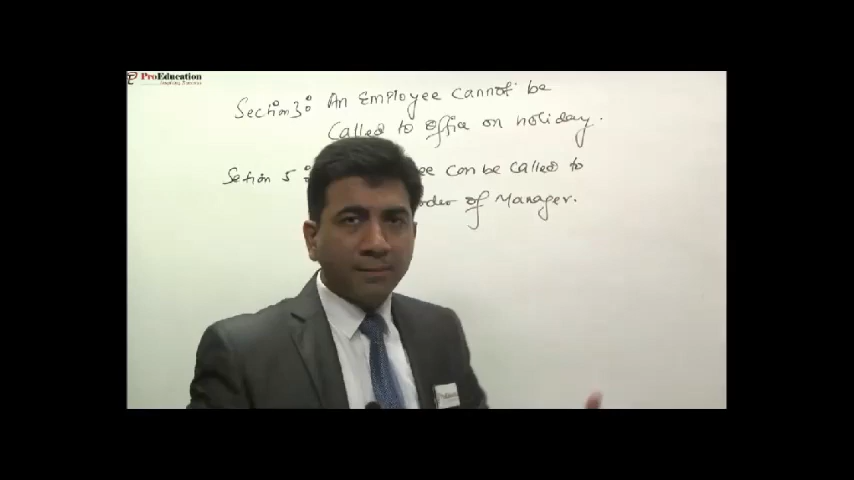 ProEducation
Section 3: An Employee cannot be
called to office on holiday.
Setion 5: ee can be called to
order of Manager.